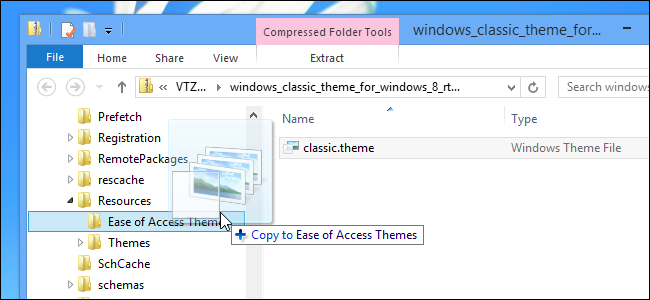 Compressed Folder Tools
windows_classic_theme_for_...
File
Home
Share
View
Extract
« VTZ... windows_classic_theme_for_windows_8_rt...
Search window
Prefetch
Registration
RemotePackages
rescache
Resources
Ease of Access Them
Themes
SchCache
schemas
Name
Type
classic.theme
Windows Theme File
Copy to Ease of Access Themes